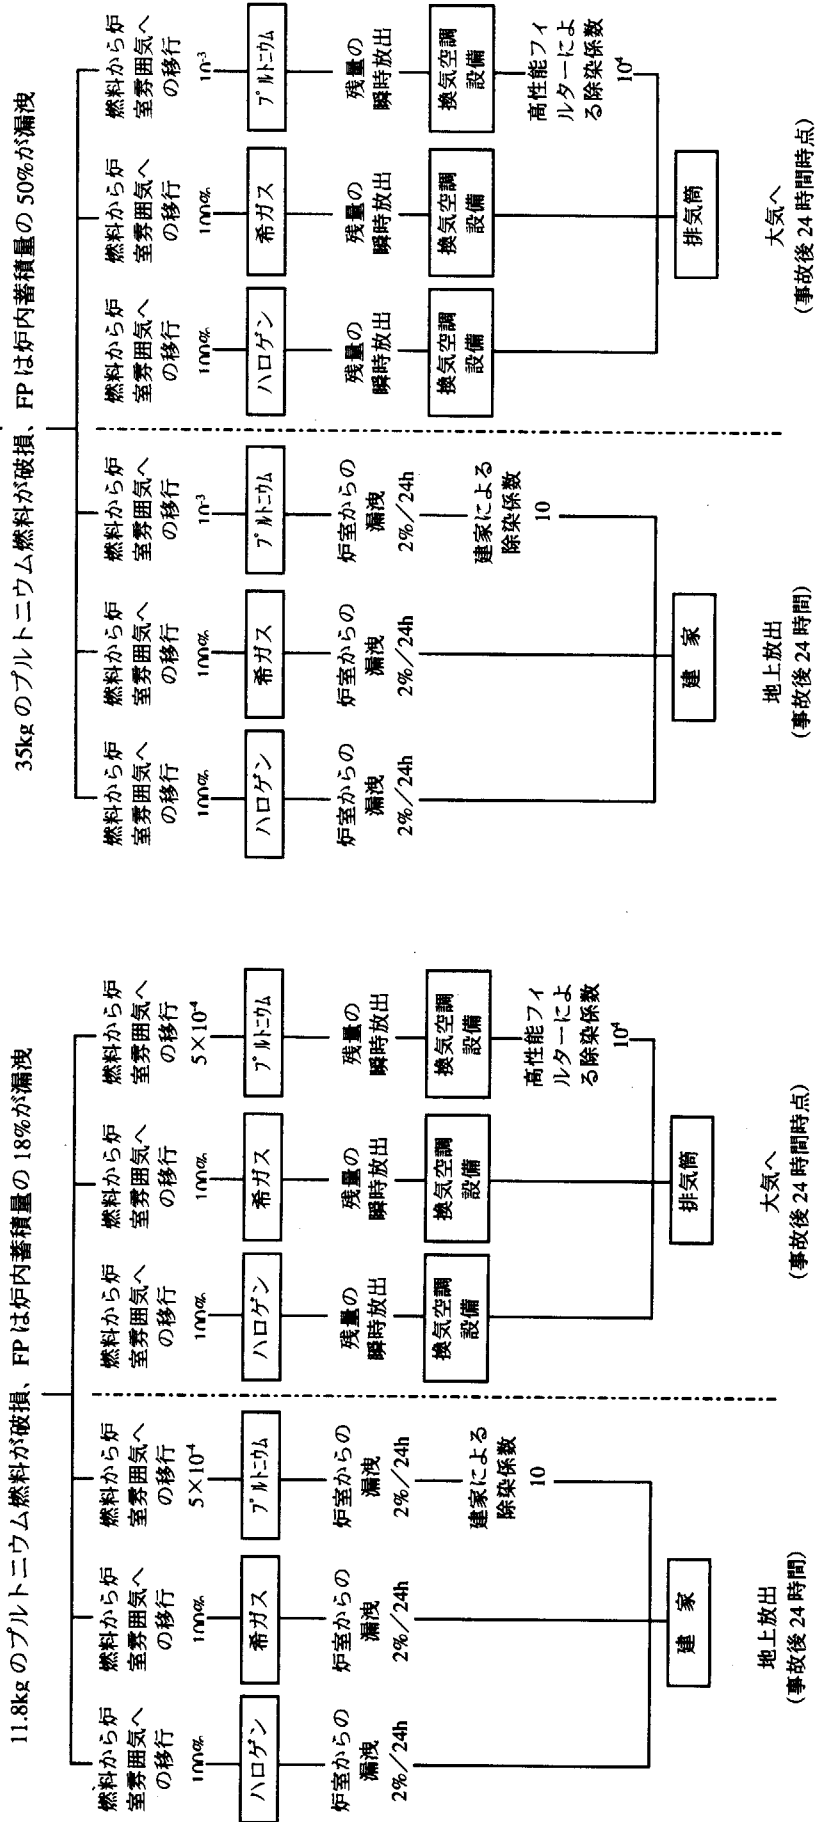 11.8kgのプルトニウム燃料が破損、FPは炉内蓄積量の18%が漏洩
燃料から炉
室雰囲気へ
の移行
100%
ハロゲン
炉室からの
漏洩
2%/24h
燃料から炉
室雰囲気へ
の移行
100%
希ガス
炉室からの
漏洩
2%/24h
燃料から炉
室雰囲気へ
の移行
5×10⁻⁴
プルトニウム
炉室からの
漏洩
2%/24h
建家による
除染係数
10
建 家
地上放出
(事故後24時間)
燃料から炉
室雰囲気へ
の移行
100%
ハロゲン
残量の
瞬時放出
換気空調
設備
燃料から炉
室雰囲気へ
の移行
100%
希ガス
残量の
瞬時放出
換気空調
設備
燃料から炉
室雰囲気へ
の移行
5×10⁻⁴
プルトニウム
残量の
瞬時放出
換気空調
設備
高性能フィ
ルターによ
る除染係数
10⁴
排気筒
大気へ
(事故後24時間時点)
35kgのプルトニウム燃料が破損、FPは炉内蓄積量の50%が漏洩
燃料から炉
室雰囲気へ
の移行
100%
ハロゲン
炉室からの
漏洩
2%/24h
燃料から炉
室雰囲気へ
の移行
100%
希ガス
炉室からの
漏洩
2%/24h
燃料から炉
室雰囲気へ
の移行
10⁻³
プルトニウム
炉室からの
漏洩
2%/24h
建家による
除染係数
10
建 家
地上放出
(事故後24時間)
燃料から炉
室雰囲気へ
の移行
100%
ハロゲン
残量の
瞬時放出
換気空調
設備
燃料から炉
室雰囲気へ
の移行
100%
希ガス
残量の
瞬時放出
換気空調
設備
燃料から炉
室雰囲気へ
の移行
10⁻³
プルトニウム
残量の
瞬時放出
換気空調
設備
高性能フィ
ルターによ
る除染係数
10⁴
排気筒
大気へ
(事故後24時間時点)